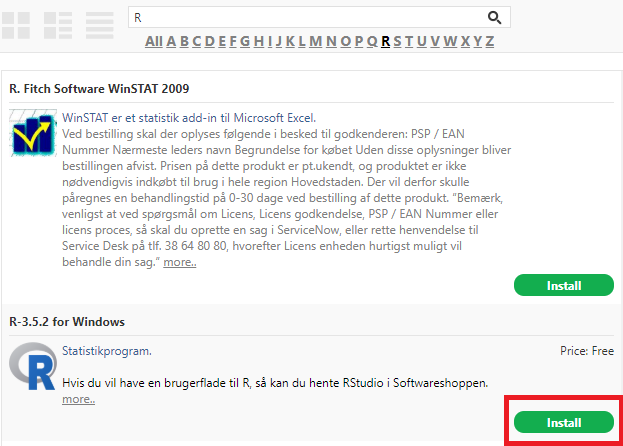 R
All A B C D E F G H I J K L M N O P Q R S T U V W X Y Z
R. Fitch Software WinSTAT 2009
WinSTAT er et statistik add-in til Microsoft Excel.
Ved bestilling skal der oplyses følgende i besked til godkenderen: PSP / EAN
Nummer Nærmeste leders navn Begrundelse for købet Uden disse oplysninger bliver
bestillingen afvist. Prisen på dette produkt er pt.ukendt, og produktet er ikke
nødvendigvis indkøbt til brug i hele region Hovedstaden. Der vil derfor skulle
påregnes en behandlingstid på 0-30 dage ved bestilling af dette produkt. "Bemærk,
venligst at ved spørgsmål om Licens, Licens godkendelse, PSP / EAN Nummer eller
licens proces, så skal du oprette en sag i ServiceNow, eller rette henvendelse til
Service Desk på tlf. 38 64 80 80, hvorefter Licens enheden hurtigst muligt vil
behandle din sag." more..
Install
R-3.5.2 for Windows
R
Statistikprogram.
Price: Free
Hvis du vil have en brugerflade til R, så kan du hente RStudio i Softwareshoppen.
more..
Install